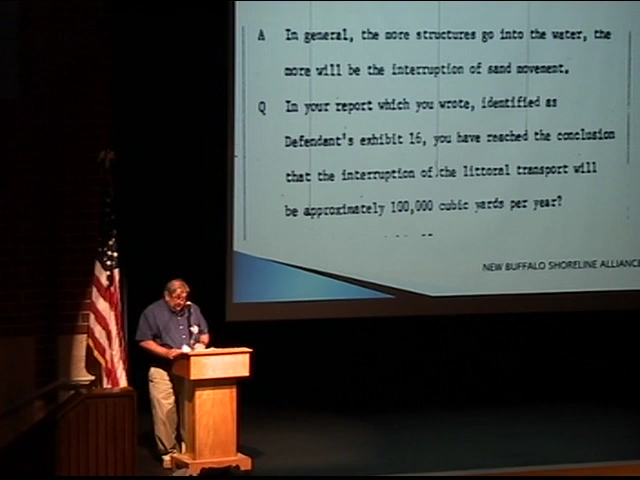 A In general, the more structures go into the water, the
more will be the interruption of sand movement.
Q In your report which you wrote, identified as
Defendant's exhibit 16, you have reached the conclusion
that the interruption of the littoral transport will
be approximately 100,000 cubic yards per year?
NEW BUFFALO SHORELINE ALLIANCE